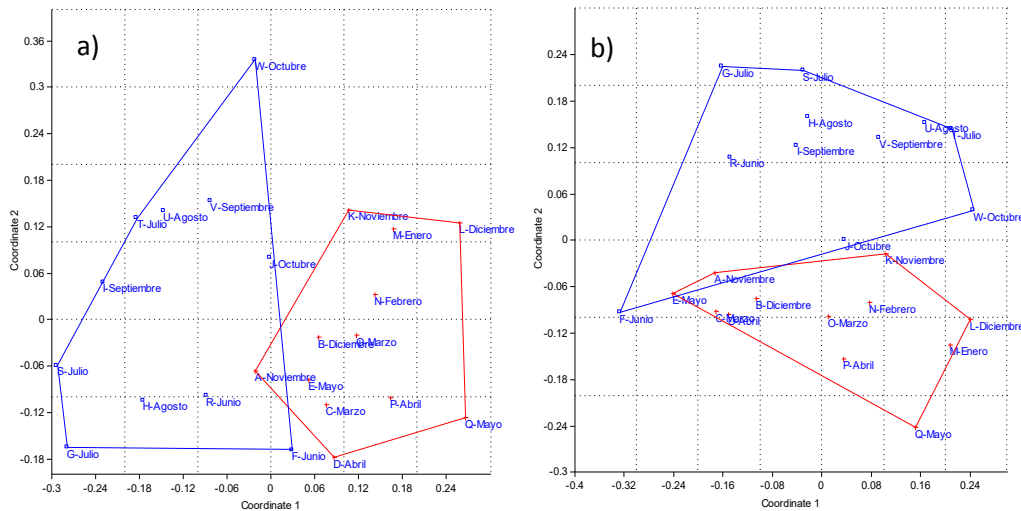 a)
0.36
0.3
0.24
0.18
0.12
0.06
0
-0.06
-0.12
-0.18
Coordinate 2
W-Octubre
V-Septiembre
U-Agosto
T-Julio
K-Noviembre
L-Diciembre
M-Enero
J-Octubre
I-Septiembre
N-Febrero
B-Diciembre
O-Marzo
S-Julio
A-Noviembre
E-Mayo
R-Junio
H-Agosto
C-Marzo
P-Abril
Q-Mayo
G-Julio
F-Junio
D-Abril
-0.3 -0.24 -0.18 -0.12 -0.06 0 0.06 0.12 0.18 0.24
Coordinate 1
b)
0.24
0.18
0.12
0.06
0
-0.06
-0.12
-0.18
-0.24
-0.3
Coordinate 2
G-Julio
S-Julio
H-Agosto
U-Agosto
T-Julio
V-Septiembre
I-Septiembre
R-Junio
W-Octubre
J-Octubre
K-Noviembre
A-Noviembre
E-Mayo
B-Diciembre
N-Febrero
F-Junio
C-Marzo
D-Abril
O-Marzo
L-Diciembre
M-Enero
P-Abril
Q-Mayo
-0.4 -0.32 -0.24 -0.16 -0.08 0 0.08 0.16 0.24
Coordinate 1